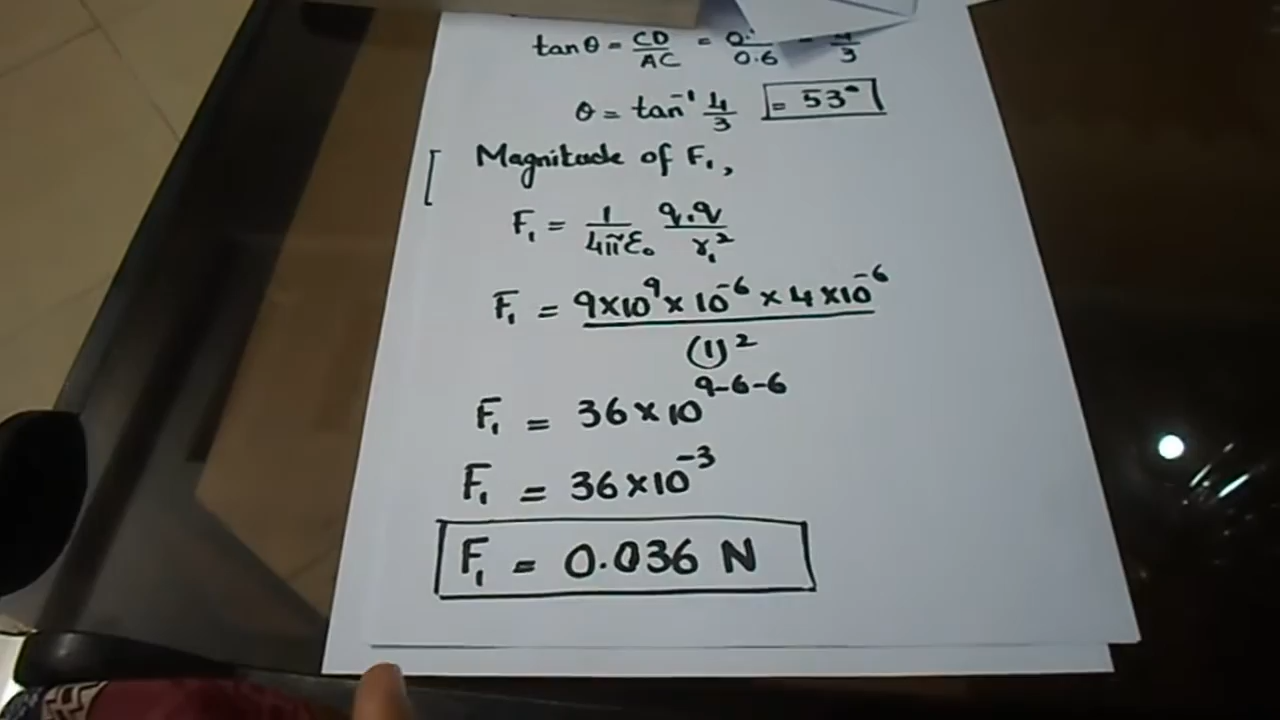 tanθ = CD/AC = 0./0.6 = 4/3
θ = tan⁻¹ 4/3 = 53°
[ Magnitude of F₁,
F₁ = 1/4πε₀ q.q/r₁²
F₁ = 9×10⁹ × 10⁻⁶ × 4×10⁻⁶/(1)²
F₁ = 36×10⁹⁻⁶⁻⁶
F₁ = 36×10⁻³
F₁ = 0.036 N